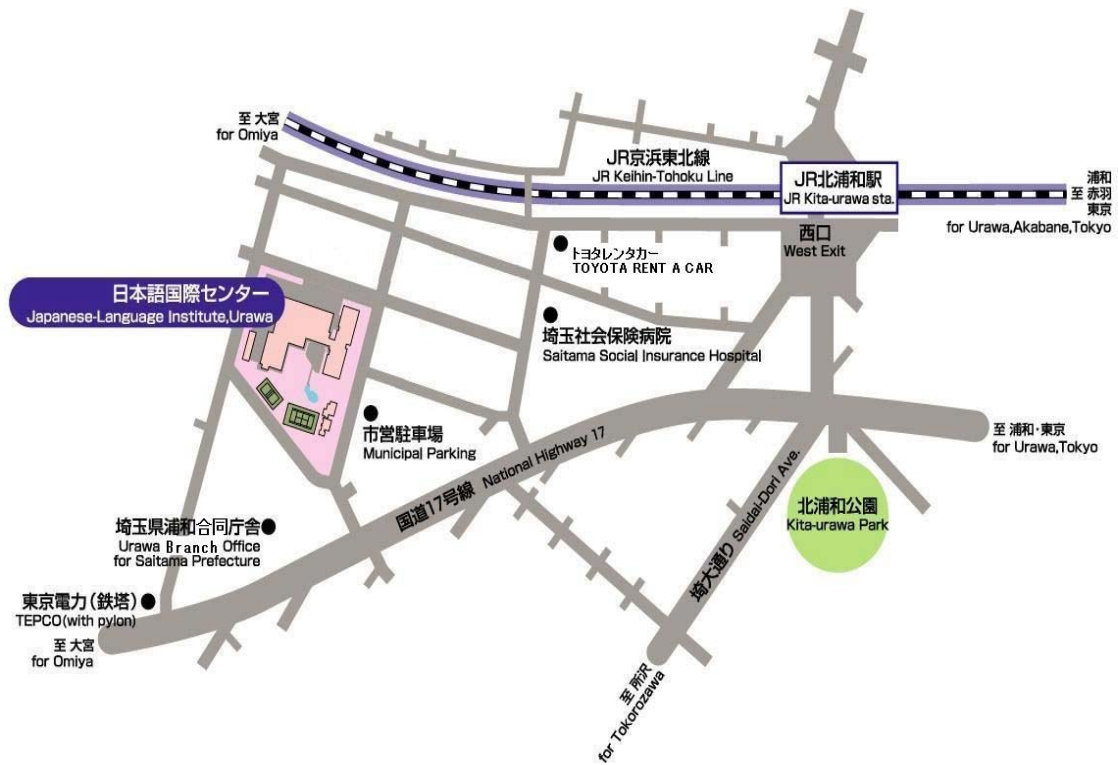 至 大宮
for Omiya
JR京浜東北線
JR Keihin-Tohoku Line
JR北浦和駅
JR Kita-urawa sta.
浦和
至 赤羽
東京
for Urawa,Akabane,Tokyo
西口
West Exit
トヨタレンタカー
TOYOTA RENT A CAR
日本語国際センター
Japanese-Language Institute,Urawa
埼玉社会保険病院
Saitama Social Insurance Hospital
市営駐車場
Municipal Parking
国道17号線 National Highway 17
至 浦和・東京
for Urawa,Tokyo
埼大通り Saidai-Dori Ave.
北浦和公園
Kita-urawa Park
埼玉県浦和合同庁舎
Urawa Branch Office
for Saitama Prefecture
東京電力(鉄塔)
TEPCO(with pylon)
至 大宮
for Omiya
至 所沢
for Tokorozawa